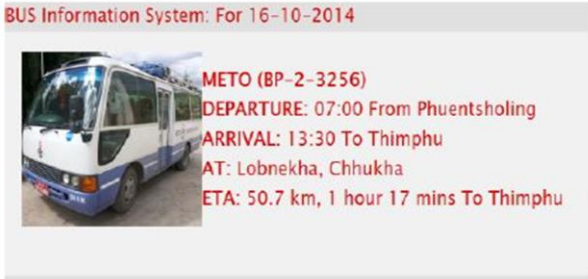 BUS Information System: For 16-10-2014
METO (BP-2-3256)
DEPARTURE: 07:00 From Phuentsholing
ARRIVAL: 13:30 To Thimphu
AT: Lobnekha, Chhukha
ETA: 50.7 km, 1 hour 17 mins To Thimphu